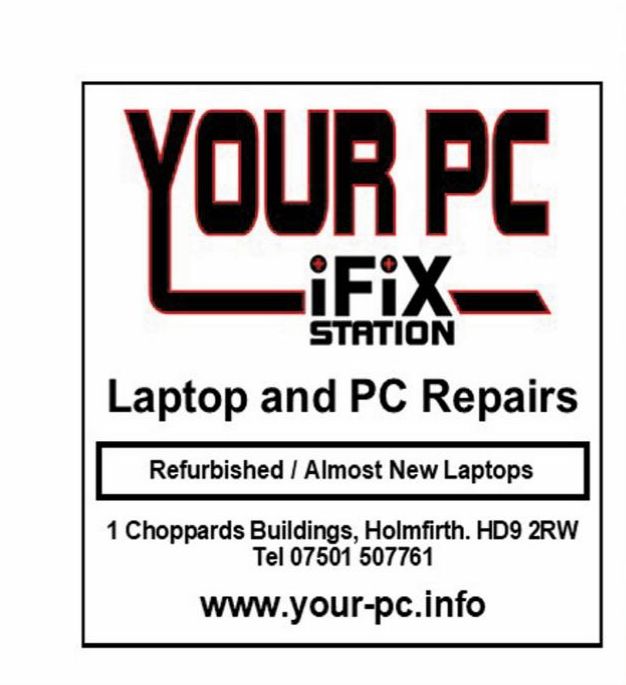 YOUR PC
iFiX
STATION
Laptop and PC Repairs
Refurbished / Almost New Laptops
1 Choppards Buildings, Holmfirth. HD9 2RW
Tel 07501 507761
www.your-pc.info